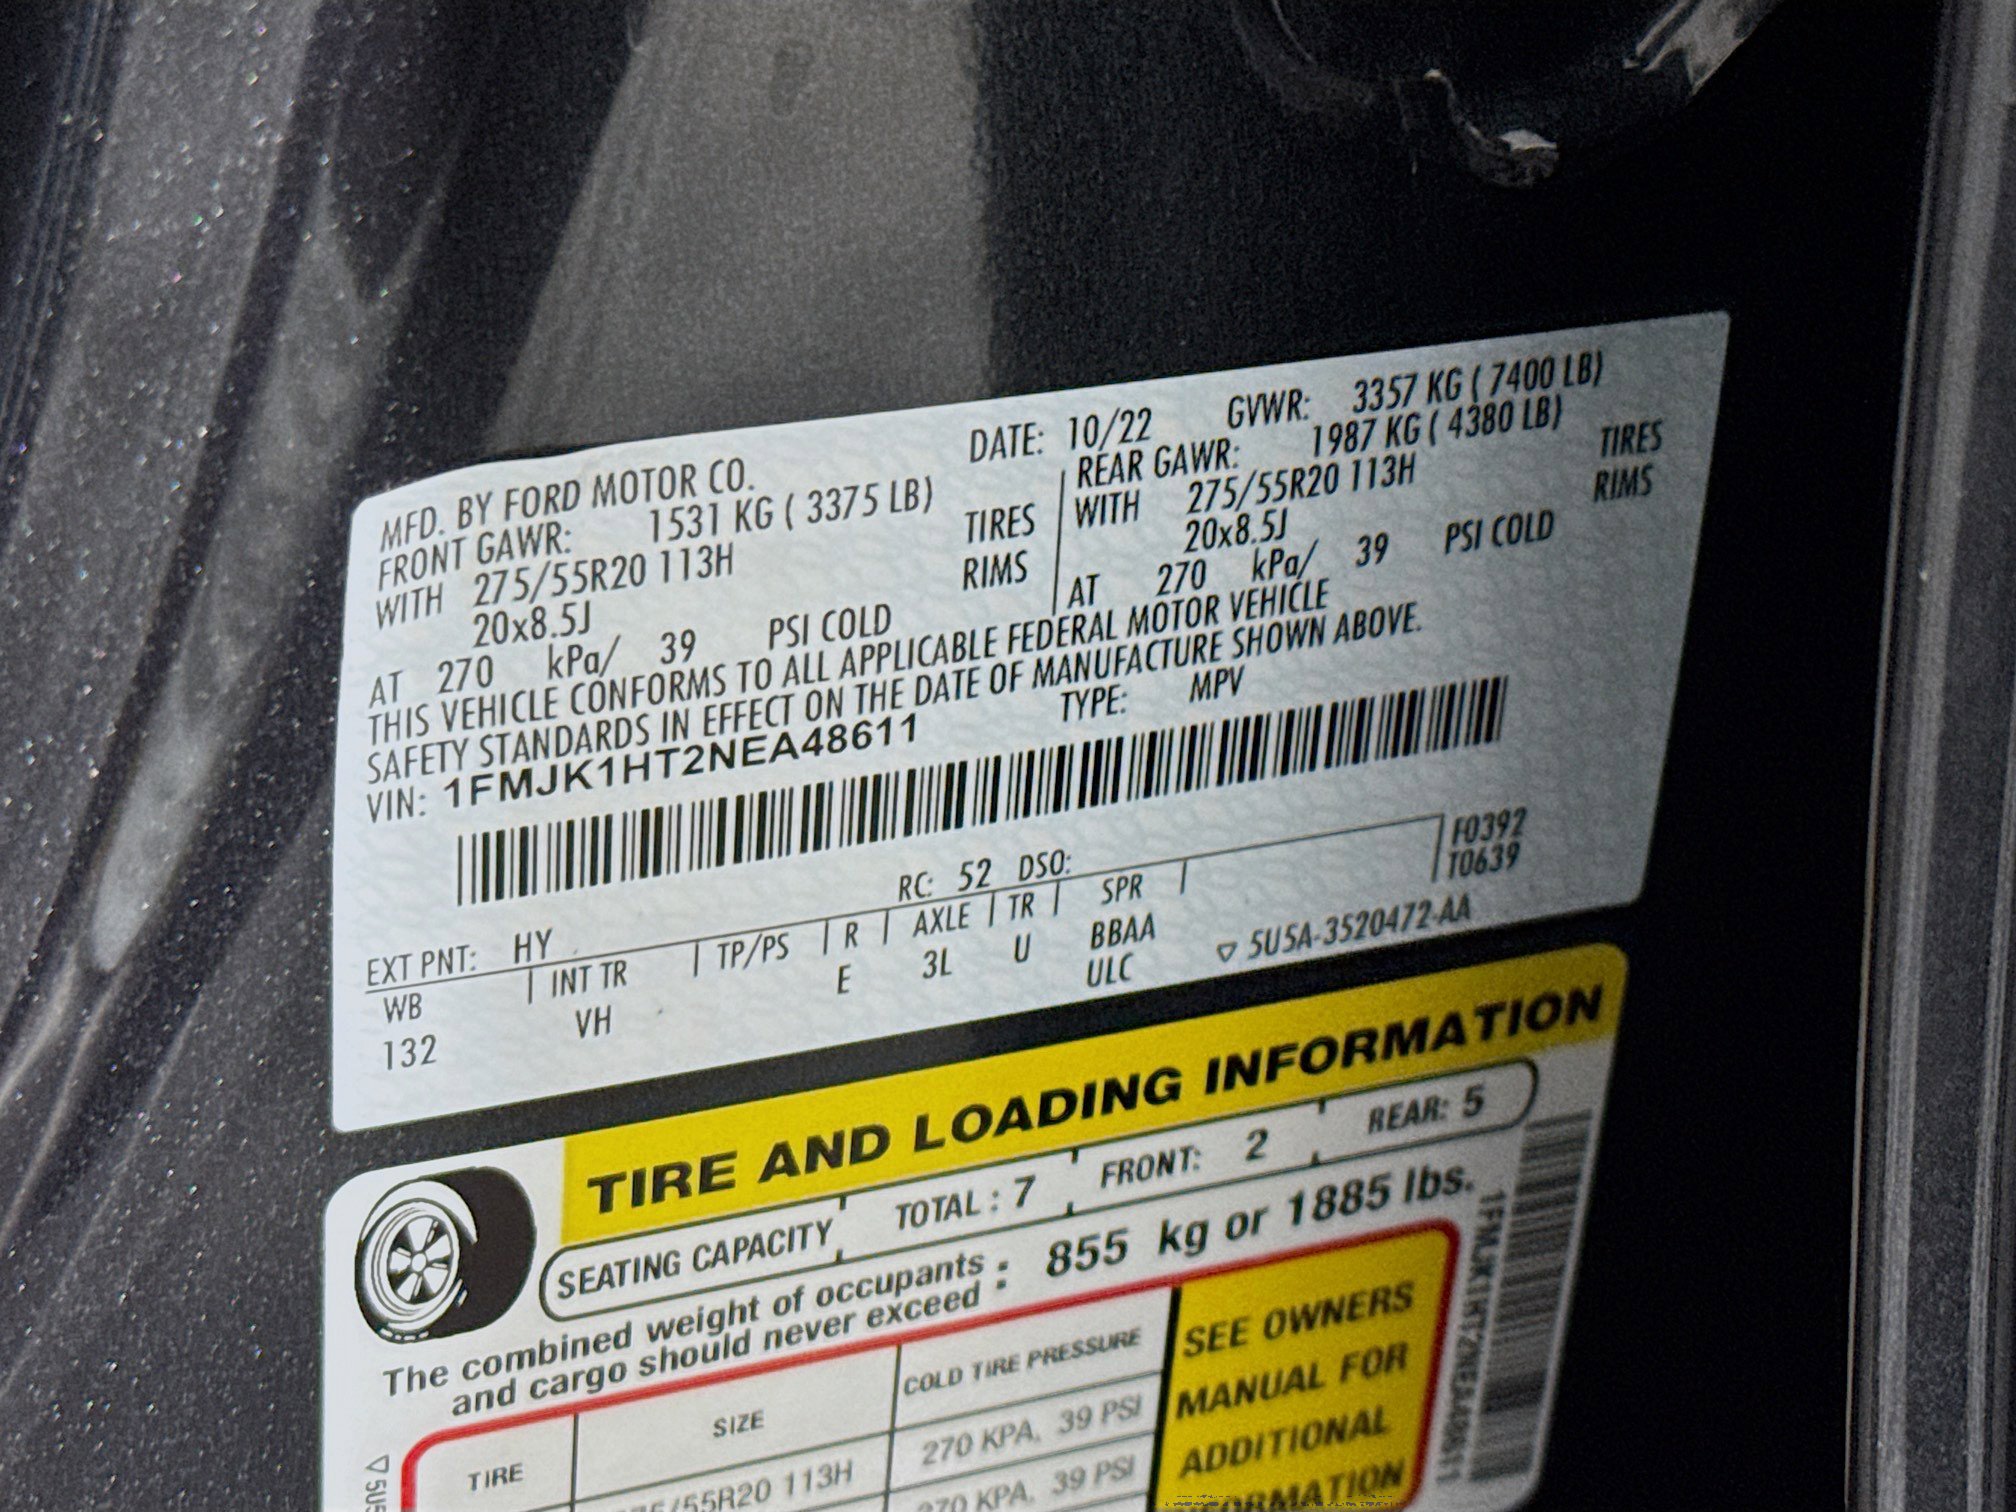 MFD. BY FORD MOTOR CO. DATE: 10/22 GVWR: 3357 KG ( 7400 LB)
FRONT GAWR: 1531 KG ( 3375 LB) REAR GAWR: 1987 KG ( 4380 LB)
WITH 275/55R20 113H TIRES WITH 275/55R20 113H TIRES
20x8.5J RIMS 20x8.5J RIMS
AT 270 kPa/ 39 PSI COLD AT 270 kPa/ 39 PSI COLD
THIS VEHICLE CONFORMS TO ALL APPLICABLE FEDERAL MOTOR VEHICLE
SAFETY STANDARDS IN EFFECT ON THE DATE OF MANUFACTURE SHOWN ABOVE.
VIN: 1FMJK1HT2NEA48611 TYPE: MPV
F0392
T0639
EXT PNT: HY RC: 52 DSO:
WB INT TR TP/PS R AXLE TR SPR
132 VH E 3L U BBAA
ULC
▽ 5U5A-3520472-AA
TIRE AND LOADING INFORMATION
SEATING CAPACITY TOTAL : 7 FRONT: 2 REAR: 5
The combined weight of occupants
and cargo should never exceed : 855 kg or 1885 lbs.
TIRE SIZE COLD TIRE PRESSURE
/55R20 113H 270 KPA, 39 PSI
270 KPA, 39 PSI
SEE OWNERS
MANUAL FOR
ADDITIONAL
1FMJK1HT2NEA48611